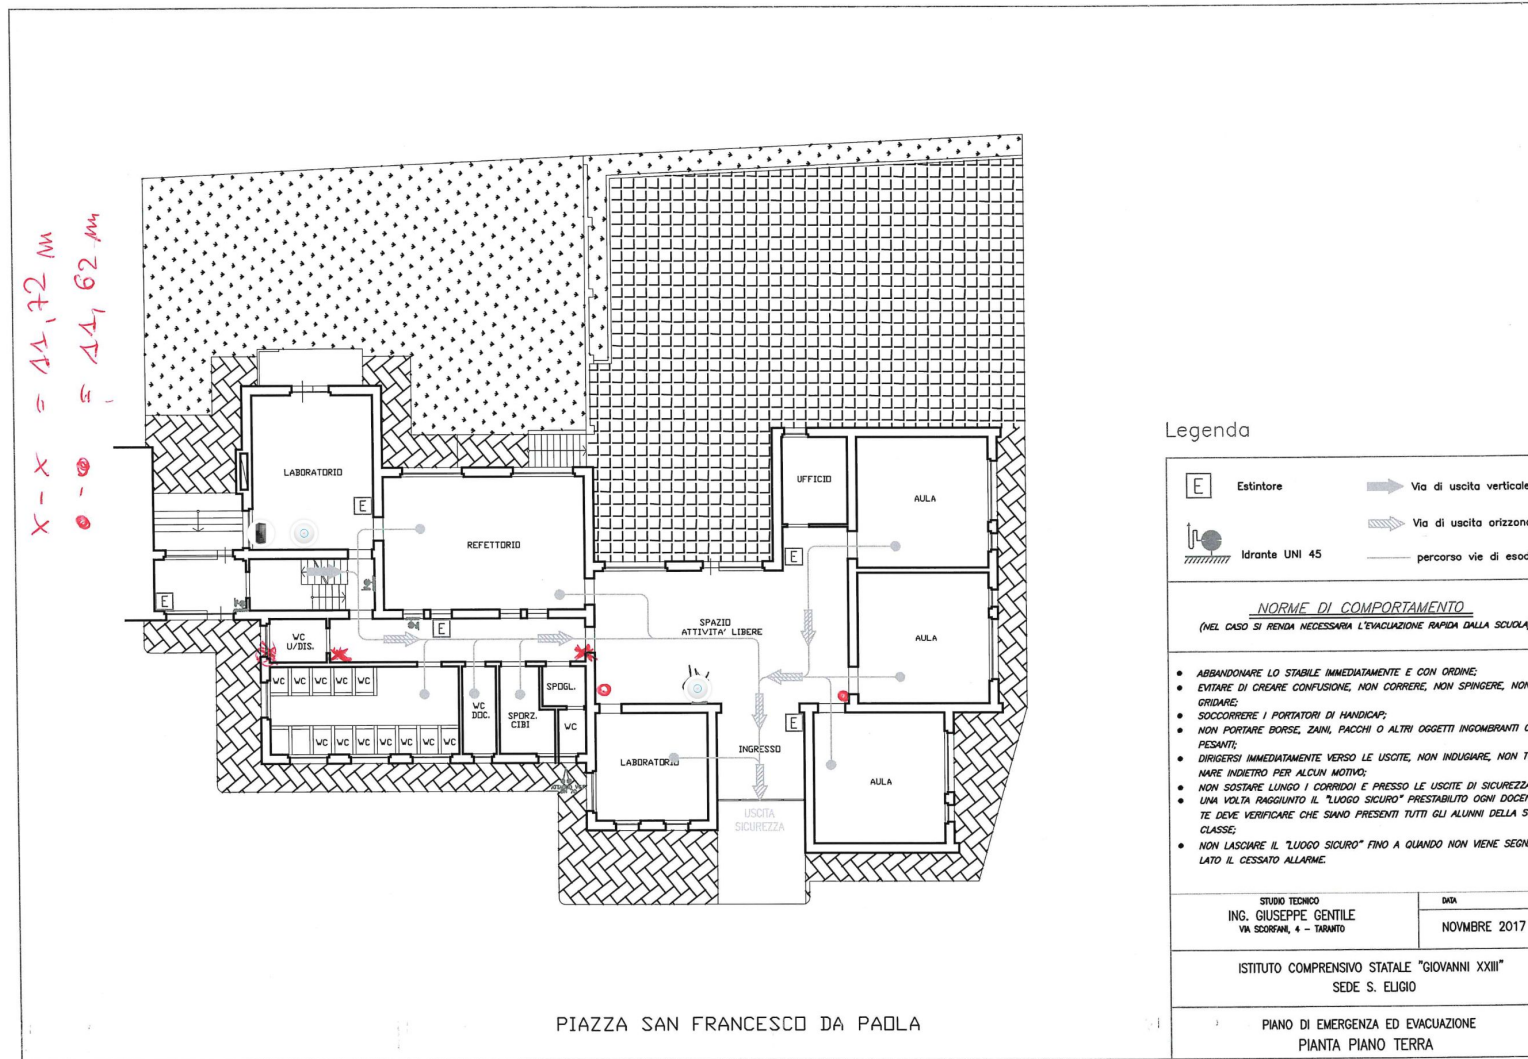 X - X = 11,72 m
● - ● = 11,62 m
LABORATORIO
E
UFFICIO
AULA
REFETTORIO
E
E
SPAZIO
ATTIVITA' LIBERE
E
WC
U/DIS.
AULA
WC WC WC WC WC
SPOGL.
WC
DOC.
SPORZ.
CIBI
WC
E
WC WC WC WC WC WC WC
INGRESSO
LABORATORIO
AULA
USCITA
SICUREZZA
PIAZZA SAN FRANCESCO DA PAOLA
Legenda
E Estintore
Via di uscita verticale
Via di uscita orizzon
Idrante UNI 45
percorso vie di esod
NORME DI COMPORTAMENTO
(NEL CASO SI RENDA NECESSARIA L'EVACUAZIONE RAPIDA DALLA SCUOLA)
• ABBANDONARE LO STABILE IMMEDIATAMENTE E CON ORDINE;
• EVITARE DI CREARE CONFUSIONE, NON CORRERE, NON SPINGERE, NON
GRIDARE;
• SOCCORRERE I PORTATORI DI HANDICAP;
• NON PORTARE BORSE, ZAINI, PACCHI O ALTRI OGGETTI INGOMBRANTI O
PESANTI;
• DIRIGERSI IMMEDIATAMENTE VERSO LE USCITE, NON INDUGIARE, NON T
NARE INDIETRO PER ALCUN MOTIVO;
• NON SOSTARE LUNGO I CORRIDOI E PRESSO LE USCITE DI SICUREZZA
• UNA VOLTA RAGGIUNTO IL "LUOGO SICURO" PRESTABILITO OGNI DOCEN
TE DEVE VERIFICARE CHE SIANO PRESENTI TUTTI GLI ALUNNI DELLA S
CLASSE;
• NON LASCIARE IL "LUOGO SICURO" FINO A QUANDO NON VIENE SEGN
LATO IL CESSATO ALLARME.
STUDIO TECNICO
ING. GIUSEPPE GENTILE
VIA SCORFANI, 4 - TARANTO
DATA
NOVMBRE 2017
ISTITUTO COMPRENSIVO STATALE "GIOVANNI XXIII"
SEDE S. ELIGIO
PIANO DI EMERGENZA ED EVACUAZIONE
PIANTA PIANO TERRA